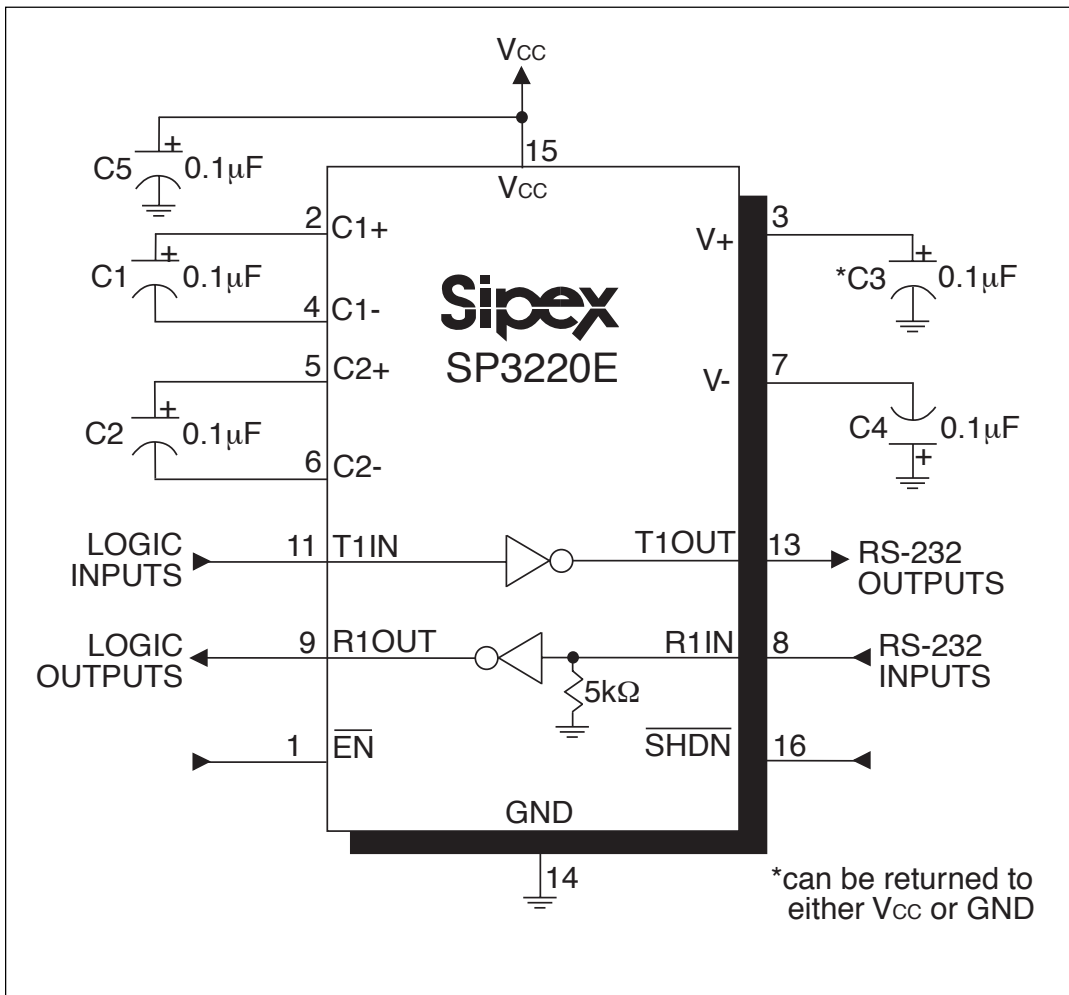 VCC
15
VCC
+
C5 0.1µF
2 C1+
+
C1 0.1µF
4 C1-
5 C2+
+
C2 0.1µF
6 C2-
V+ 3
+
*C3 0.1µF
V- 7
C4 0.1µF
+
Sipex
SP3220E
LOGIC
INPUTS
11 T1IN
T1OUT 13
RS-232
OUTPUTS
LOGIC
OUTPUTS
9 R1OUT
R1IN 8
RS-232
INPUTS
5kΩ
1 EN
SHDN 16
GND
14
*can be returned to
either VCC or GND